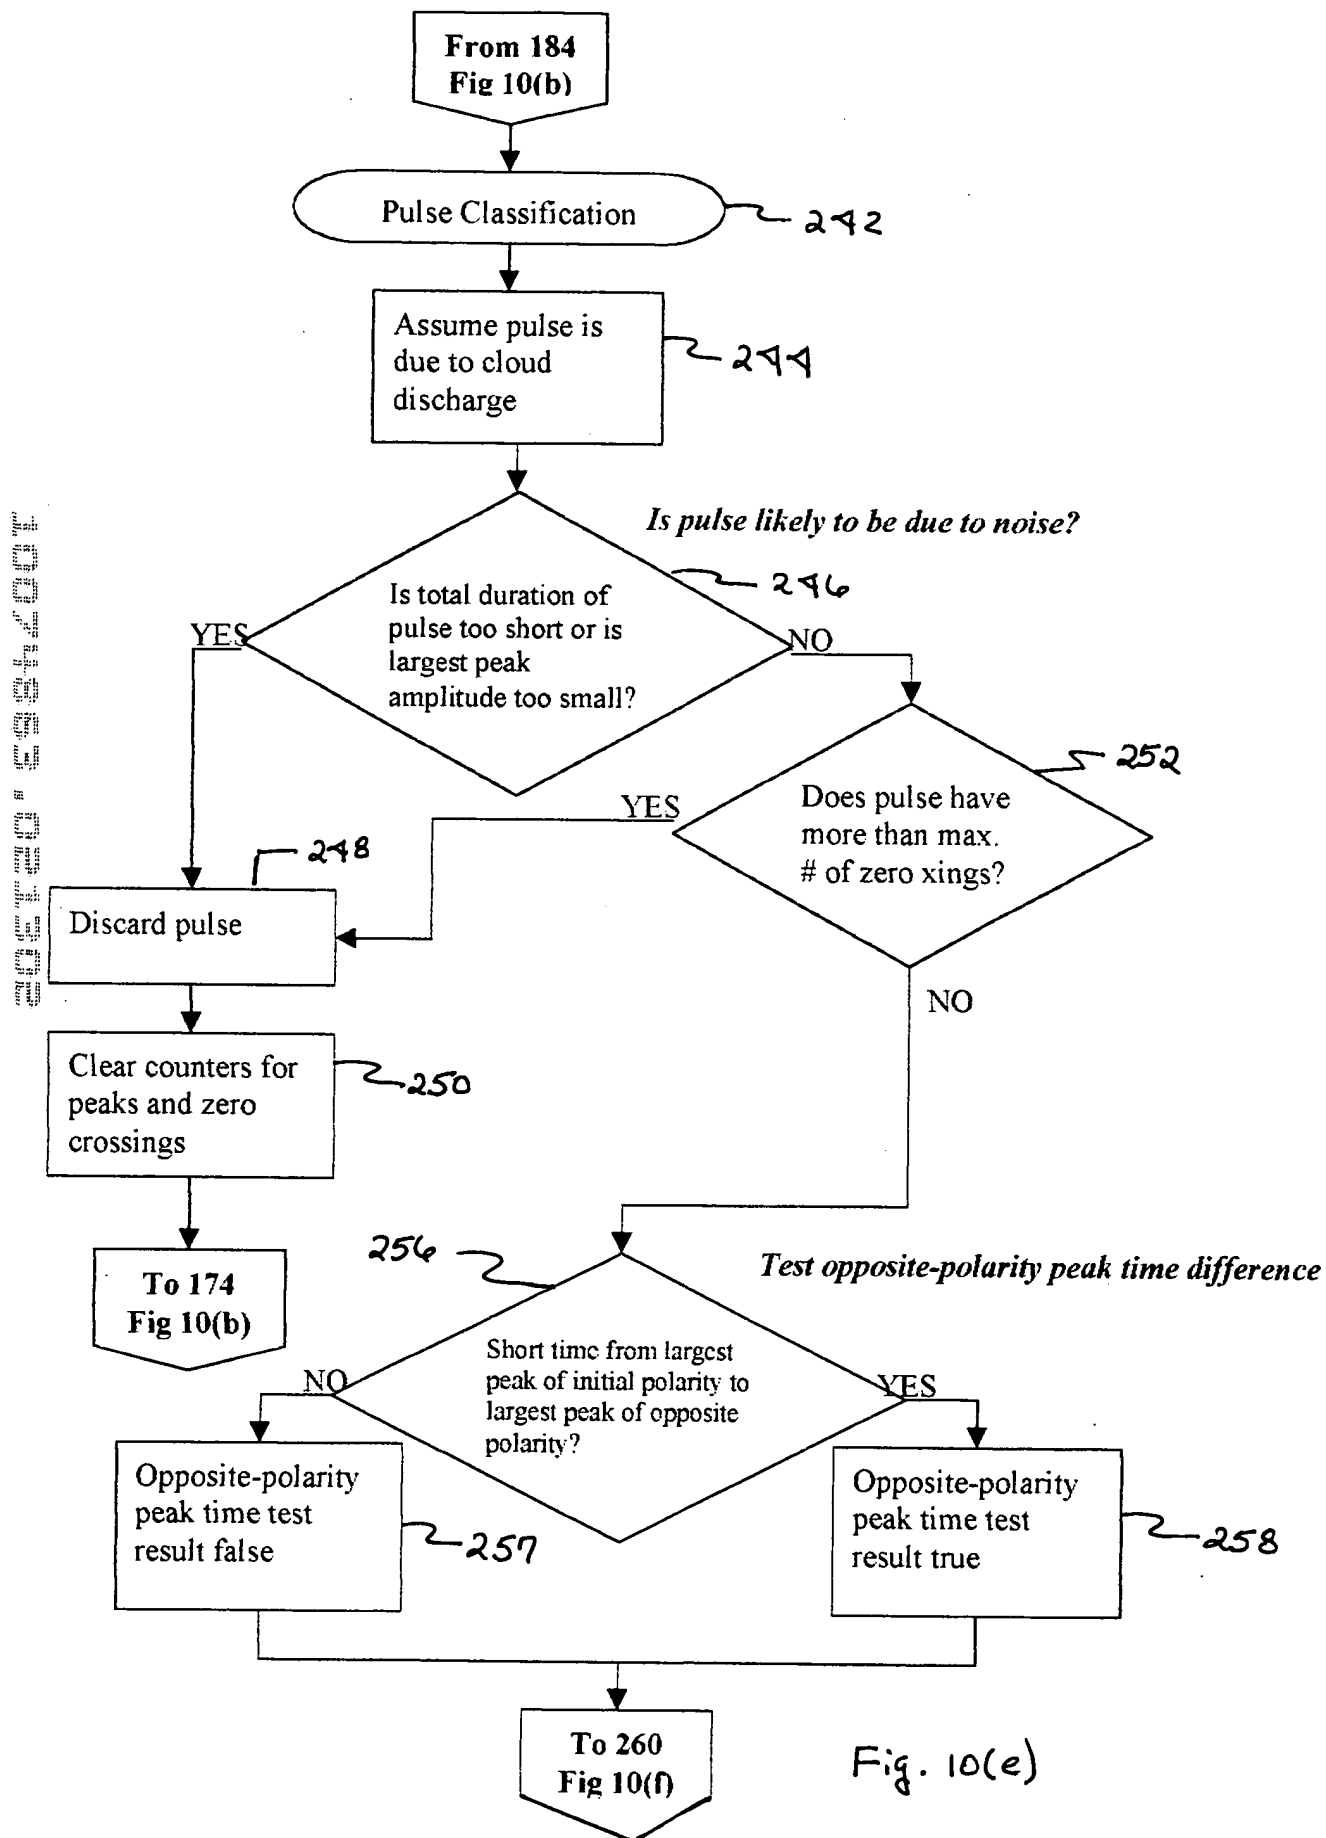 From 184
Fig 10(b)
Pulse Classification
242
Assume pulse is
due to cloud
discharge
244
Is pulse likely to be due to noise?
246
Is total duration of
pulse too short or is
largest peak
amplitude too small?
YES
NO
252
Does pulse have
more than max.
# of zero xings?
YES
NO
248
Discard pulse
Clear counters for
peaks and zero
crossings
250
To 174
Fig 10(b)
256
Test opposite-polarity peak time difference
Short time from largest
peak of initial polarity to
largest peak of opposite
polarity?
NO
YES
Opposite-polarity
peak time test
result false
257
Opposite-polarity
peak time test
result true
258
To 260
Fig 10(f)
Fig. 10(e)
10074863.021302